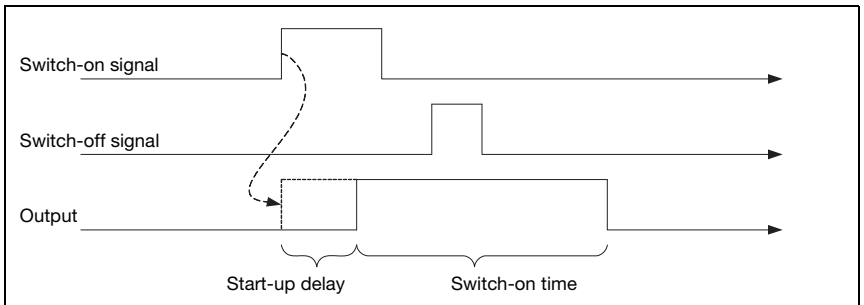 Switch-on signal
Switch-off signal
Output
Start-up delay
Switch-on time